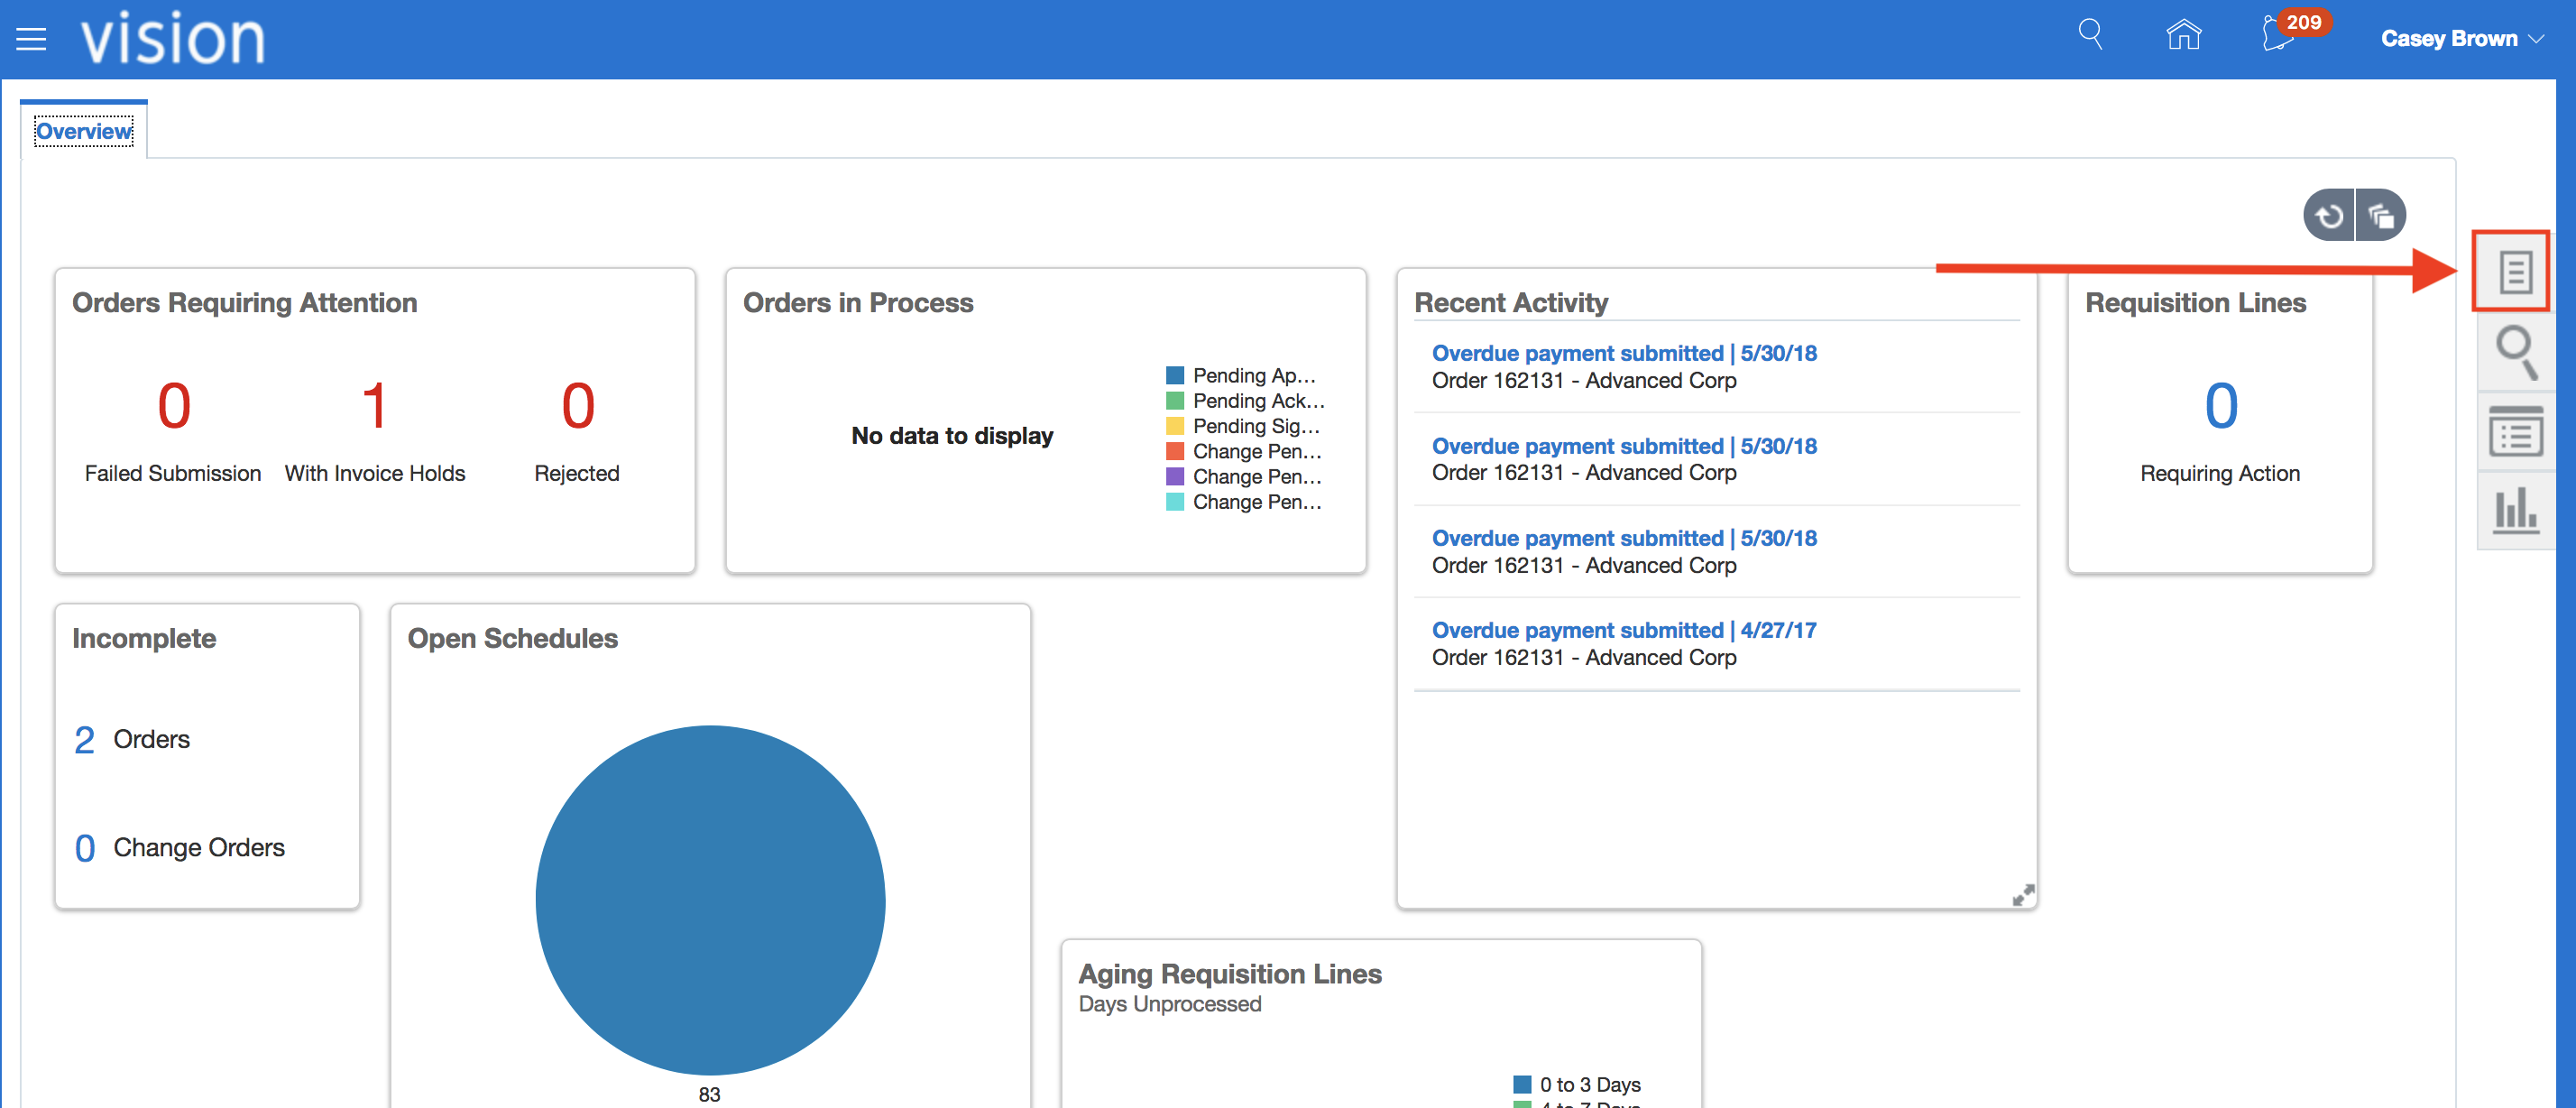 vision
209
Casey Brown
Overview
Orders Requiring Attention
0
1
0
Failed Submission
With Invoice Holds
Rejected
Orders in Process
No data to display
Pending Ap...
Pending Ack...
Pending Sig...
Change Pen...
Change Pen...
Change Pen...
Recent Activity
Overdue payment submitted | 5/30/18
Order 162131 - Advanced Corp
Overdue payment submitted | 5/30/18
Order 162131 - Advanced Corp
Overdue payment submitted | 5/30/18
Order 162131 - Advanced Corp
Overdue payment submitted | 4/27/17
Order 162131 - Advanced Corp
Requisition Lines
0
Requiring Action
Incomplete
2 Orders
0 Change Orders
Open Schedules
83
Aging Requisition Lines
Days Unprocessed
0 to 3 Days
4 to 7 Days